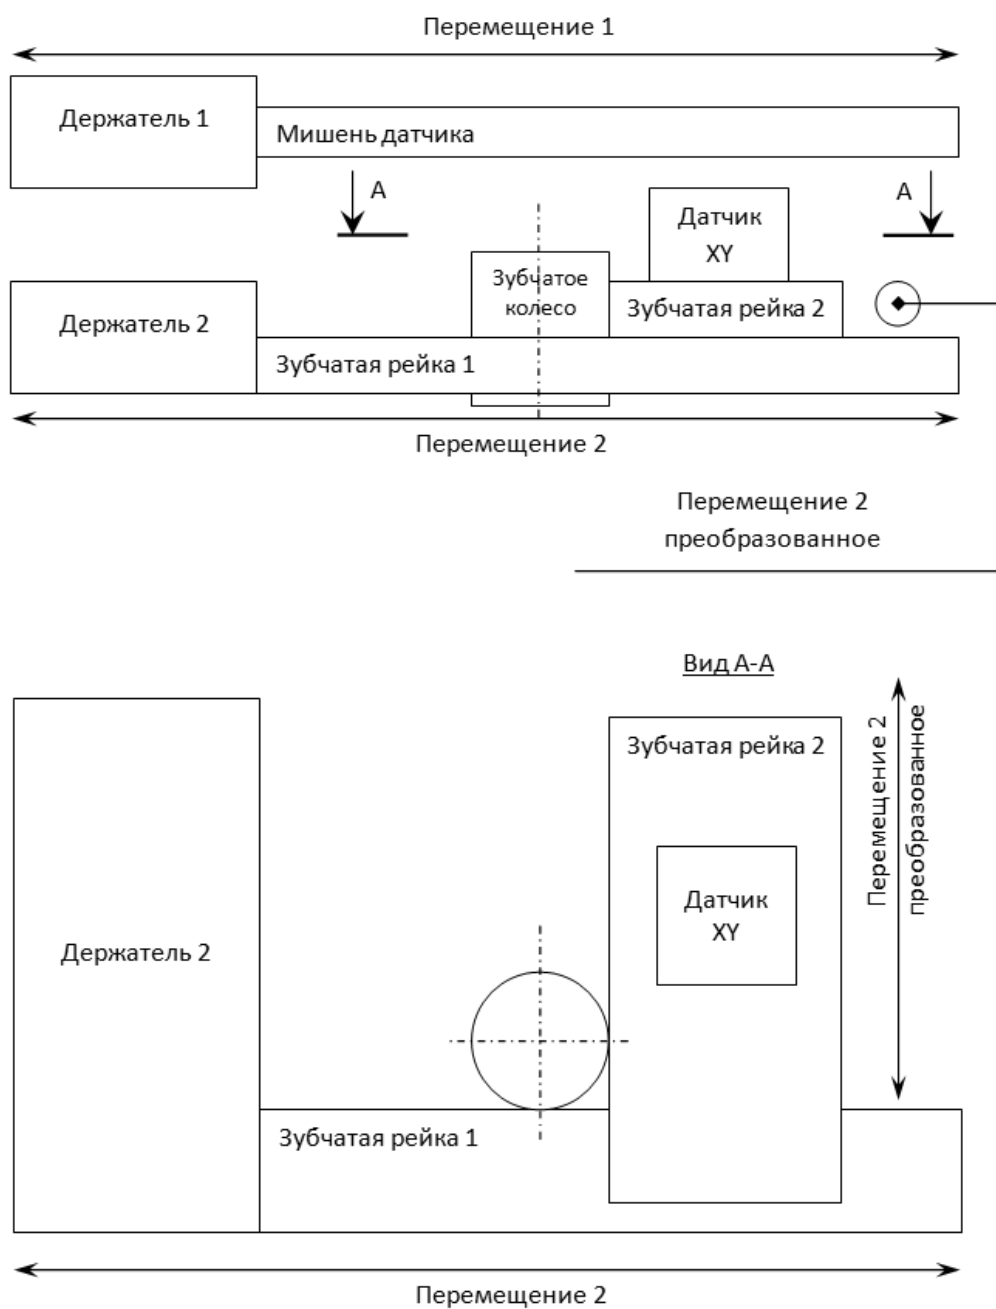 Перемещение 1
Держатель 1
Мишень датчика
А
А
Датчик
XY
Зубчатое
колесо
Зубчатая рейка 2
Держатель 2
Зубчатая рейка 1
Перемещение 2
Перемещение 2
преобразованное
Вид А-А
Зубчатая рейка 2
Перемещение 2
преобразованное
Датчик
XY
Держатель 2
Зубчатая рейка 1
Перемещение 2